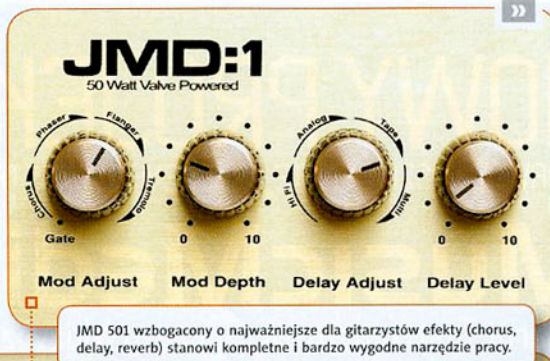 »
JMD:1
50 Watt Valve Powered
Phaser Flanger
Chorus Tremolo
Gate
0 10
Analog Tape
Hi Fi Multi
0 10
Mod Adjust Mod Depth Delay Adjust Delay Level
JMD 501 wzbogacony o najważniejsze dla gitarzystów efekty (chorus,
delay, reverb) stanowi kompletne i bardzo wygodne narzędzie pracy.